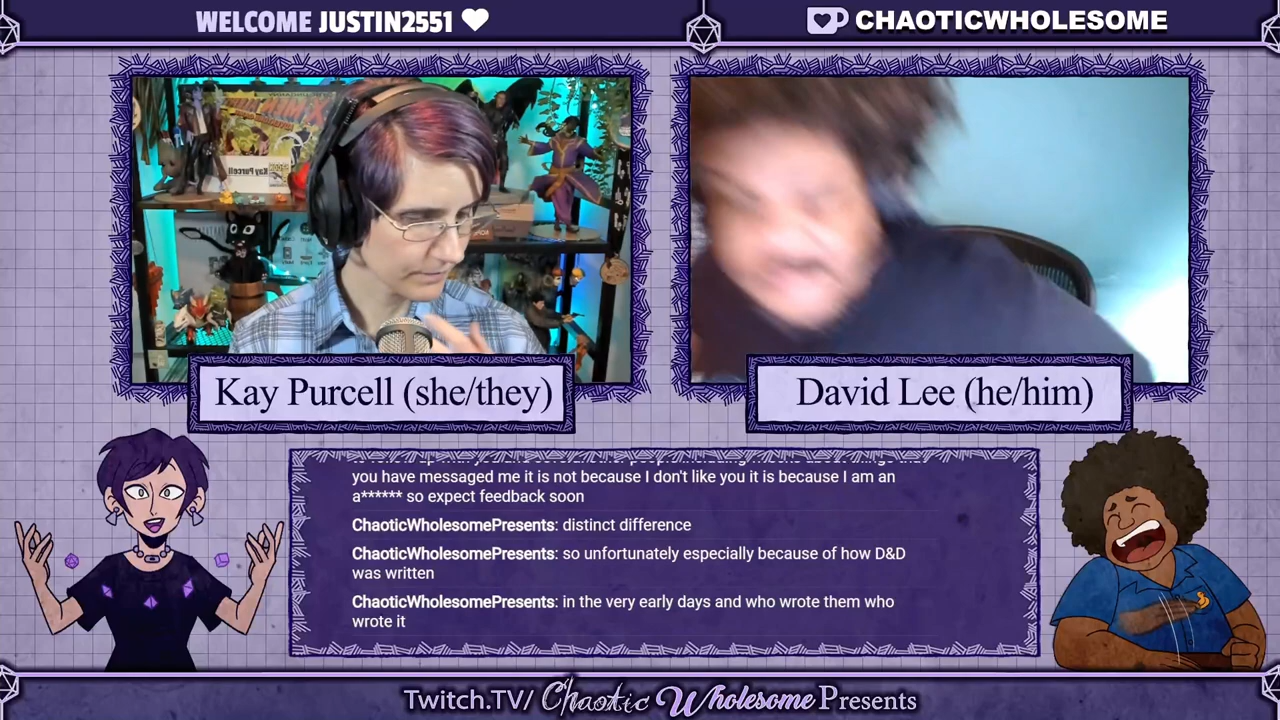 WELCOME JUSTIN2551
CHAOTICWHOLESOME
Kay Purcell
Kay Purcell (she/they)
David Lee (he/him)
you have messaged me it is not because I don't like you it is because I am an
a****** so expect feedback soon
ChaoticWholesomePresents: distinct difference
ChaoticWholesomePresents: so unfortunately especially because of how D&D
was written
ChaoticWholesomePresents: in the very early days and who wrote them who
wrote it
Twitch.TV/ Chaotic Wholesome Presents